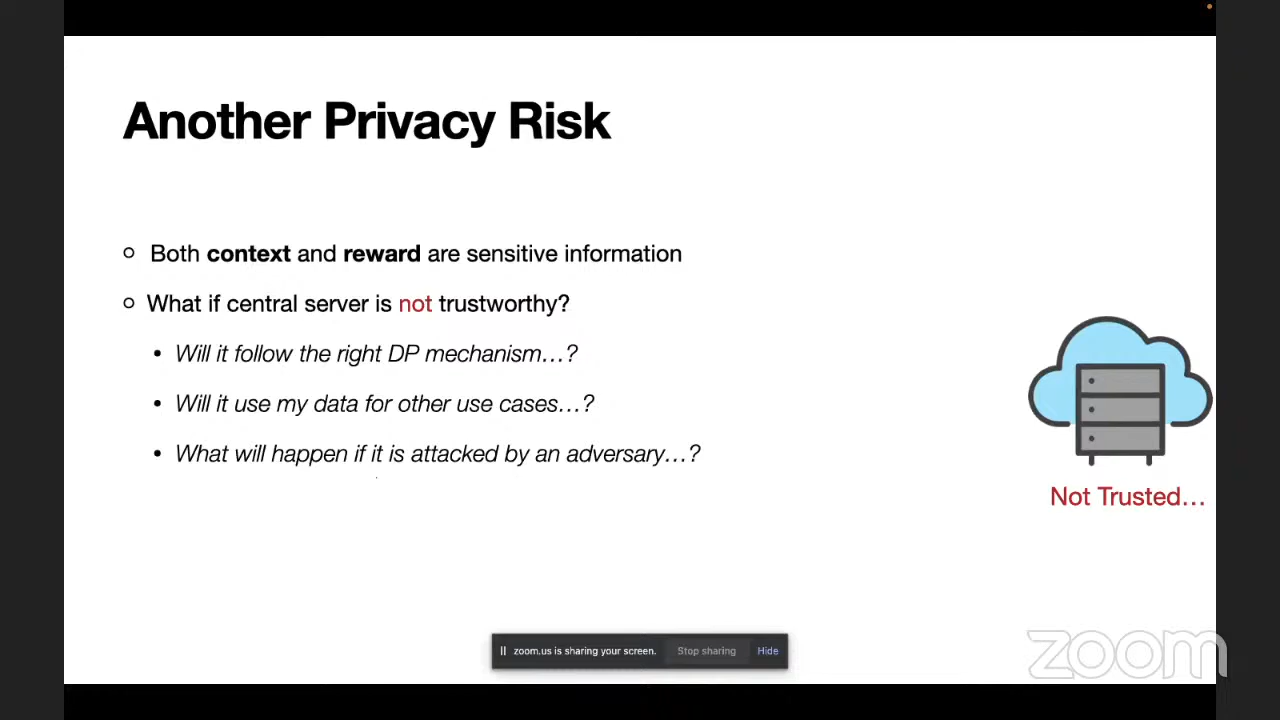 Another Privacy Risk
Both context and reward are sensitive information
What if central server is not trustworthy?
Will it follow the right DP mechanism…?
Will it use my data for other use cases…?
What will happen if it is attacked by an adversary…?
Not Trusted…
zoom.us is sharing your screen. Stop sharing Hide
zoom